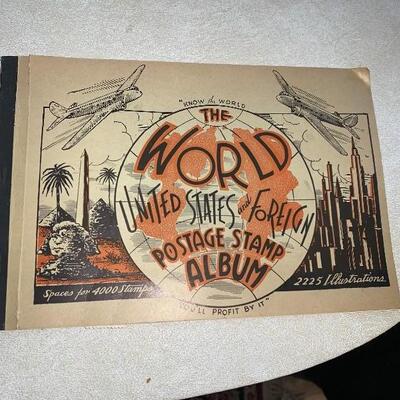 "KNOW the WORLD
THE
WORLD
UNITED STATES and FOREIGN
POSTAGE STAMP
ALBUM
Spaces for 4000 Stamps
2225 Illustrations
YOU'LL PROFIT BY IT"